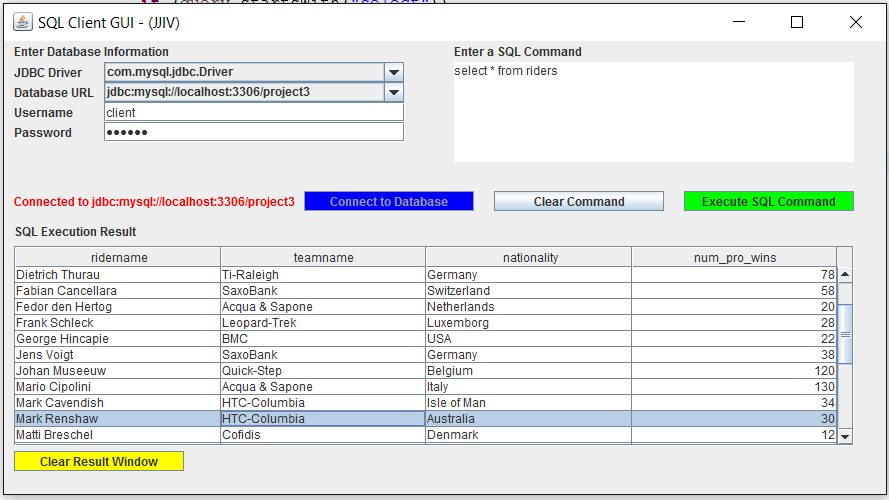 if (query.startsWith("select"))
SQL Client GUI - (JJIV)
Enter Database Information
Enter a SQL Command
JDBC Driver com.mysql.jdbc.Driver
select * from riders
Database URL jdbc:mysql://localhost:3306/project3
Username client
Password ●●●●●●
Connected to jdbc:mysql://localhost:3306/project3 Connect to Database Clear Command Execute SQL Command
SQL Execution Result
ridername teamname nationality num_pro_wins
Dietrich Thurau Ti-Raleigh Germany 78
Fabian Cancellara SaxoBank Switzerland 58
Fedor den Hertog Acqua & Sapone Netherlands 20
Frank Schleck Leopard-Trek Luxemborg 28
George Hincapie BMC USA 22
Jens Voigt SaxoBank Germany 38
Johan Museeuw Quick-Step Belgium 120
Mario Cipolini Acqua & Sapone Italy 130
Mark Cavendish HTC-Columbia Isle of Man 34
Mark Renshaw HTC-Columbia Australia 30
Matti Breschel Cofidis Denmark 12
Clear Result Window